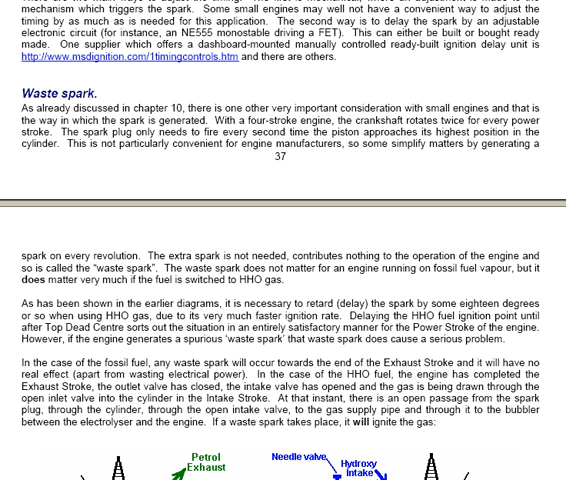 mechanism which triggers the spark. Some small engines may well not have a convenient way to adjust the
timing by as much as is needed for this application. The second way is to delay the spark by an adjustable
electronic circuit (for instance, an NE555 monostable driving a FET). This can either be built or bought ready
made. One supplier which offers a dashboard-mounted manually controlled ready-built ignition delay unit is
http://www.msdignition.com/1timingcontrols.htm and there are others.
Waste spark.
As already discussed in chapter 10, there is one other very important consideration with small engines and that is
the way in which the spark is generated. With a four-stroke engine, the crankshaft rotates twice for every power
stroke. The spark plug only needs to fire every second time the piston approaches its highest position in the
cylinder. This is not particularly convenient for engine manufacturers, so some simplify matters by generating a
37
spark on every revolution. The extra spark is not needed, contributes nothing to the operation of the engine and
so is called the "waste spark". The waste spark does not matter for an engine running on fossil fuel vapour, but it
does matter very much if the fuel is switched to HHO gas.
As has been shown in the earlier diagrams, it is necessary to retard (delay) the spark by some eighteen degrees
or so when using HHO gas, due to its very much faster ignition rate. Delaying the HHO fuel ignition point until
after Top Dead Centre sorts out the situation in an entirely satisfactory manner for the Power Stroke of the engine.
However, if the engine generates a spurious 'waste spark' that waste spark does cause a serious problem.
In the case of the fossil fuel, any waste spark will occur towards the end of the Exhaust Stroke and it will have no
real effect (apart from wasting electrical power). In the case of the HHO fuel, the engine has completed the
Exhaust Stroke, the outlet valve has closed, the intake valve has opened and the gas is being drawn through the
open inlet valve into the cylinder in the Intake Stroke. At that instant, there is an open passage from the spark
plug, through the cylinder, through the open intake valve, to the gas supply pipe and through it to the bubbler
between the electrolyser and the engine. If a waste spark takes place, it will ignite the gas:
Petrol
Exhaust
Needle valve
Hydroxy
Intake